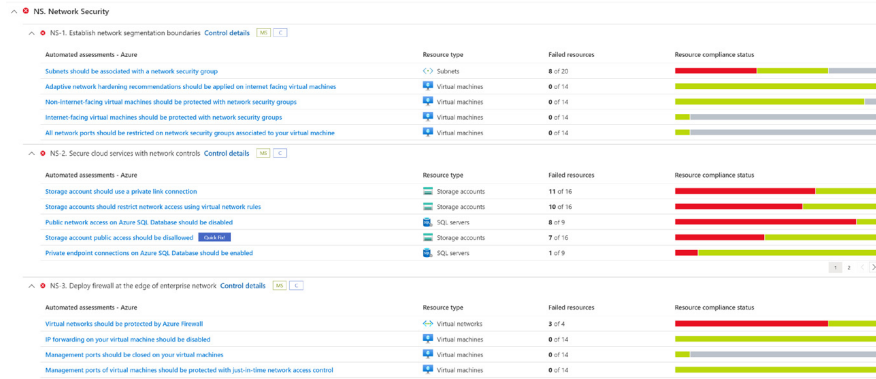 NS. Network Security
NS-1. Establish network segmentation boundaries Control details MS C
Automated assessments - Azure Resource type Failed resources Resource compliance status
Subnets should be associated with a network security group Subnets 8 of 20
Adaptive network hardening recommendations should be applied on internet facing virtual machines Virtual machines 0 of 14
Non-internet-facing virtual machines should be protected with network security groups Virtual machines 0 of 14
Internet-facing virtual machines should be protected with network security groups Virtual machines 0 of 14
All network ports should be restricted on network security groups associated to your virtual machine Virtual machines 0 of 14
NS-2. Secure cloud services with network controls Control details MS C
Automated assessments - Azure Resource type Failed resources Resource compliance status
Storage account should use a private link connection Storage accounts 11 of 16
Storage accounts should restrict network access using virtual network rules Storage accounts 10 of 16
Public network access on Azure SQL Database should be disabled SQL servers 8 of 9
Storage account public access should be disallowed Quick Fix! Storage accounts 7 of 16
Private endpoint connections on Azure SQL Database should be enabled SQL servers 1 of 9
1 2
NS-3. Deploy firewall at the edge of enterprise network Control details MS C
Automated assessments - Azure Resource type Failed resources Resource compliance status
Virtual networks should be protected by Azure Firewall Virtual networks 3 of 4
IP forwarding on your virtual machine should be disabled Virtual machines 0 of 14
Management ports should be closed on your virtual machines Virtual machines 0 of 14
Management ports of virtual machines should be protected with just-in-time network access control Virtual machines 0 of 14